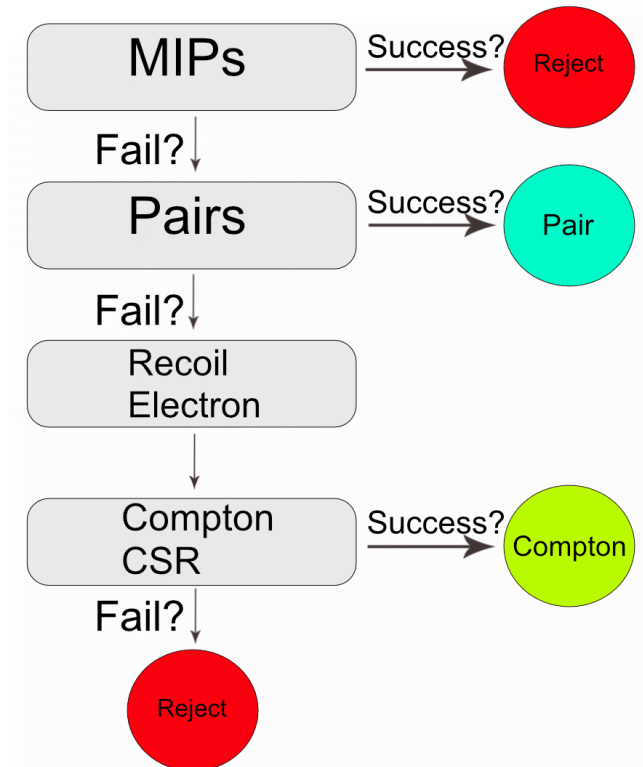 MIPs
Success?
Reject
Fail?
Pairs
Success?
Pair
Fail?
Recoil
Electron
Compton
CSR
Success?
Compton
Fail?
Reject